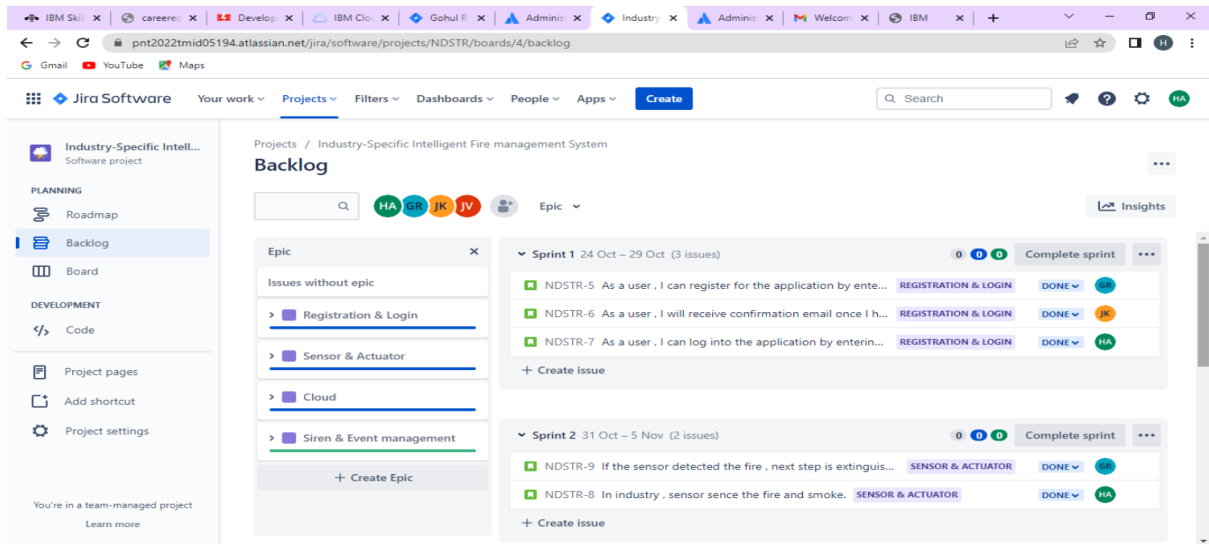 IBM Skill careered Develop IBM Clo Gohul R Adminis Industry Adminis Welcom IBM
pnt2022tmid05194.atlassian.net/jira/software/projects/NDSTR/boards/4/backlog H
Gmail YouTube Maps
Jira Software Your work Projects Filters Dashboards People Apps Create Search HA
Industry-Specific Intell...
Software project
PLANNING
Roadmap
Backlog
Board
DEVELOPMENT
Code
Project pages
Add shortcut
Project settings
You're in a team-managed project
Learn more
Projects / Industry-Specific Intelligent Fire management System
Backlog
HA GR JK JV Epic Insights
Epic
Issues without epic
Registration & Login
Sensor & Actuator
Cloud
Siren & Event management
+ Create Epic
Sprint 1 24 Oct – 29 Oct (3 issues) 0 0 0 Complete sprint
NDSTR-5 As a user , I can register for the application by ente... REGISTRATION & LOGIN DONE GR
NDSTR-6 As a user , I will receive confirmation email once I h... REGISTRATION & LOGIN DONE JK
NDSTR-7 As a user , I can log into the application by enterin... REGISTRATION & LOGIN DONE HA
+ Create issue
Sprint 2 31 Oct – 5 Nov (2 issues) 0 0 0 Complete sprint
NDSTR-9 If the sensor detected the fire , next step is extinguis... SENSOR & ACTUATOR DONE GR
NDSTR-8 In industry , sensor sence the fire and smoke. SENSOR & ACTUATOR DONE HA
+ Create issue